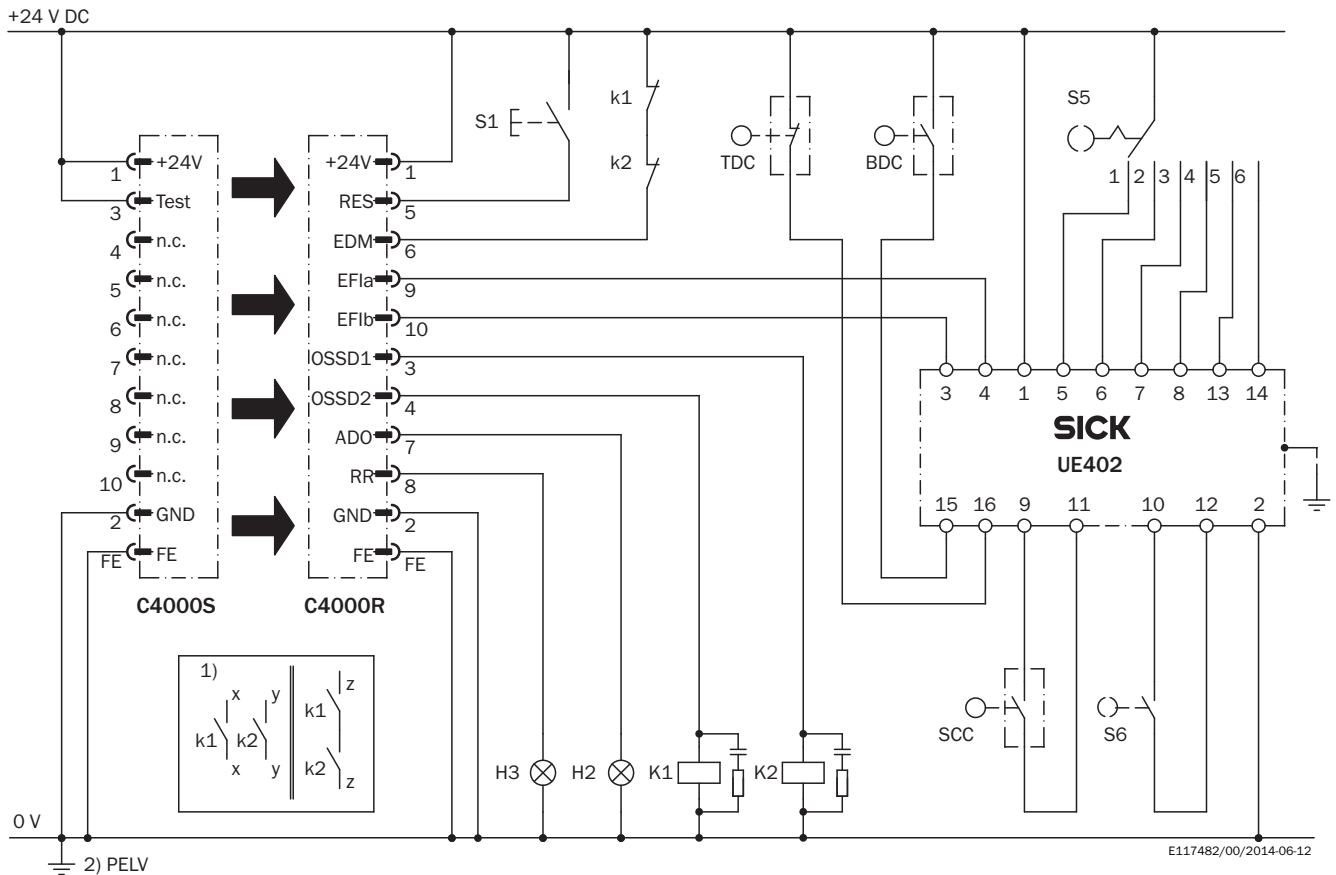 +24 V DC
k1
S1
k2
TDC
BDC
S5
1 2 3 4 5 6
+24V
1
Test
3
n.c.
4
n.c.
5
n.c.
6
n.c.
7
n.c.
8
n.c.
9
n.c.
10
GND
2
FE
FE
C4000S
+24V
1
RES
5
EDM
6
EFIa
9
EFIb
10
OSSD1
3
OSSD2
4
ADO
7
RR
8
GND
2
FE
FE
C4000R
3 4 1 5 6 7 8 13 14
SICK
UE402
15 16 9 11 10 12 2
1)
x y z
k1
k1 k2
x y
k2
z
SCC
S6
H3 H2 K1 K2
0 V
2) PELV
E117482/00/2014-06-12